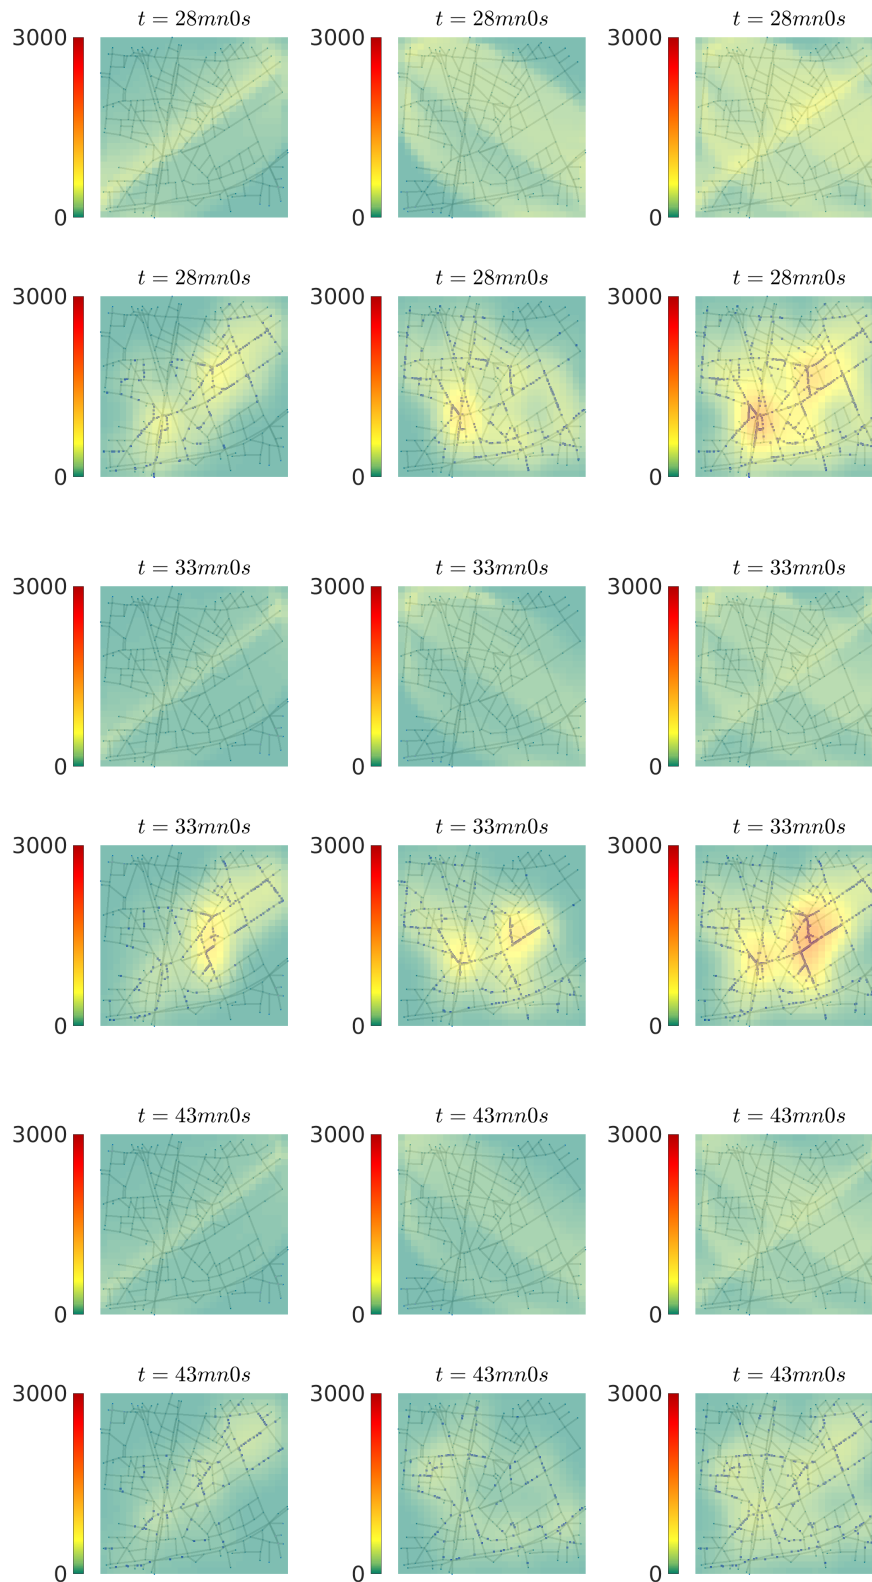 t = 28mn0s t = 28mn0s t = 28mn0s
3000 3000 3000
0 0 0
t = 28mn0s t = 28mn0s t = 28mn0s
3000 3000 3000
0 0 0
t = 33mn0s t = 33mn0s t = 33mn0s
3000 3000 3000
0 0 0
t = 33mn0s t = 33mn0s t = 33mn0s
3000 3000 3000
0 0 0
t = 43mn0s t = 43mn0s t = 43mn0s
3000 3000 3000
0 0 0
t = 43mn0s t = 43mn0s t = 43mn0s
3000 3000 3000
0 0 0